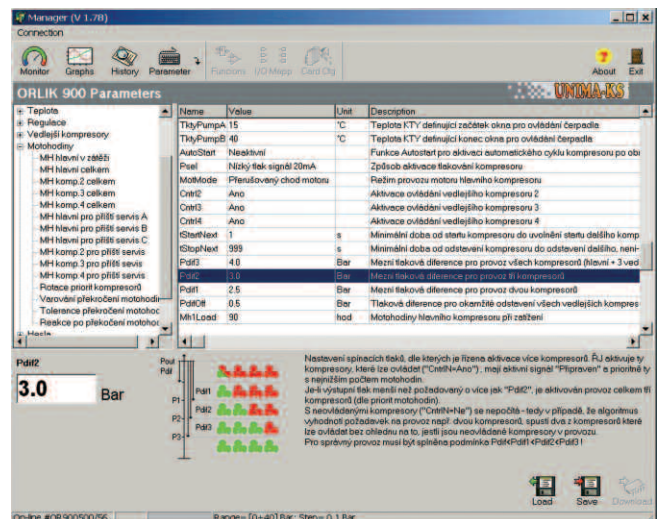 Manager (V 1.78)
Connection
Monitor Graphs History Parameter Functions I/O Mapp Card Cfg About Exit
ORLIK 900 Parameters UNIMA-KS
Teplota
Regulace
Vedlejší kompresory
Motohodiny
MH hlavní v zátěži
MH hlavní celkem
MH komp.2 celkem
MH komp.3 celkem
MH komp.4 celkem
MH hlavní pro příští servis A
MH hlavní pro příští servis B
MH hlavní pro příští servis C
MH komp.2 pro příští servis
MH komp.3 pro příští sevis
MH komp.4 pro příští servis
Rotace priorit kompresorů
Varování překročení motohodin
Tolerance překročení motohoc
Reakce po překročení motohoc
Hesla
Name Value Unit Description
TktyPumpA 15 °C Teplota KTY definující začátek okna pro ovládání čerpadla
TktyPumpB 40 °C Teplota KTY definující konec okna pro ovládání čerpadla
AutoStart Neaktivní Funkce Autostart pro aktivaci automatického cyklu kompresoru po obn
Psel Nízký tlak signál 20mA Způsob aktivace tlakování kompresoru
MotMode Přerušovaný chod motoru Režim provozu motoru hlavního kompresoru
Cntrl2 Ano Aktivace ovládání vedlejšího kompresoru 2
Cntrl3 Ano Aktivace ovládání vedlejšího kompresoru 3
Cntrl4 Ano Aktivace ovládání vedlejšího kompresoru 4
tStartNext 1 s Minimální doba od startu kompresoru do uvolnění startu dalšího komp
tStopNext 999 s Minimální doba od odstavení kompresoru do odstavení dalšího, není-
Pdif3 4.0 Bar Mezní tlaková diference pro provoz všech kompresorů (hlavní + 3 ved
Pdif2 3.0 Bar Mezní tlaková diference pro provoz tří kompresorů
Pdif1 2.5 Bar Mezní tlaková diference pro provoz dvou kompresorů
PdifOff 0.5 Bar Tlaková diference pro okamžité odstavení všech vedlejších kompres
Mh1Load 90 hod Motohodiny hlavního kompresoru při zatížení
Pdif2
3.0 Bar
Pout
Pdif
Pdif1
P1
Pdif2
P2
Pdif3
P3
Nastavení spínacích tlaků, dle kterých je řízena aktivace více kompresorů. ŘJ aktivuje ty
kompresory, které lze ovládat ("CntrlN=Ano") , mají aktivní signál "Připraven" a prioritně ty
s nejnižším počtem motohodin.
Je-li výstupní tlak menší než požadovaný o více jak "Pdif2", je aktivován provoz celkem tří
kompresorů (dle priorit motohodin).
S neovládanými kompresory ("CntrlN=Ne") se nepočítá - tedy v případě, že algoritmus
vyhodnotí požadavek na provoz např. dvou kompresorů, spustí dva z kompresorů které
lze ovládat bez ohledu na to, jestli jsou neovládané kompresory v provozu.
Pro správný provoz musí být splněna podmínka Pdif<Pdif1<Pdif2<Pdif3 !
Load Save Download
On-line #OR900500/56 Range= [0÷40] Bar; Step= 0.1 Bar